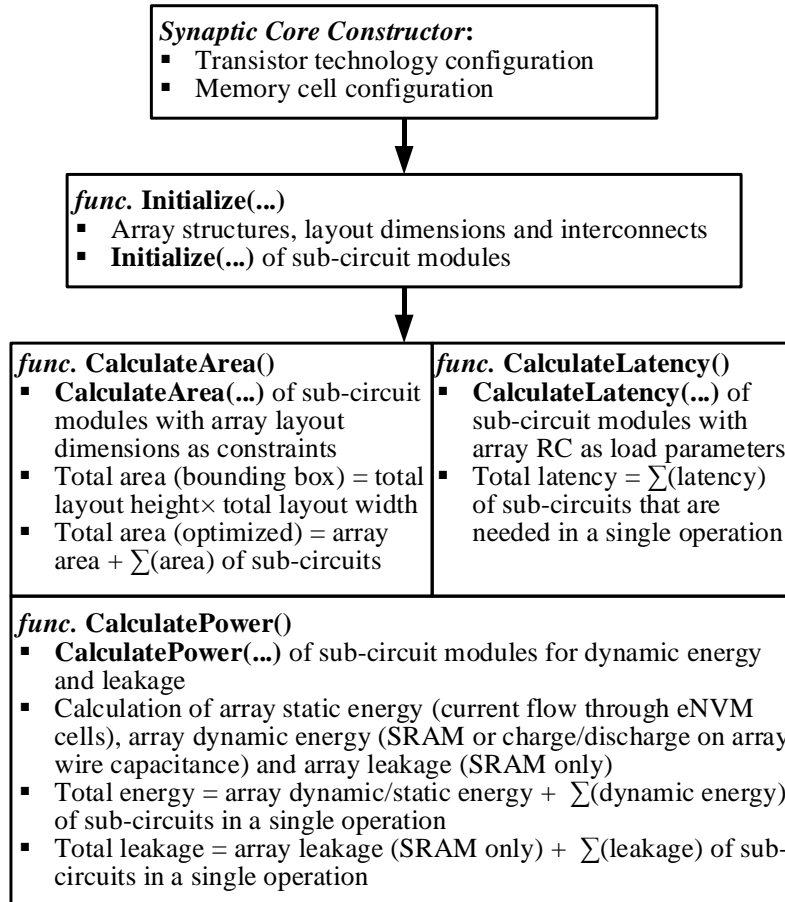 Synaptic Core Constructor:
▪ Transistor technology configuration
▪ Memory cell configuration
func. Initialize(...)
▪ Array structures, layout dimensions and interconnects
▪ Initialize(...) of sub-circuit modules
func. CalculateArea()
▪ CalculateArea(...) of sub-circuit
modules with array layout
dimensions as constraints
▪ Total area (bounding box) = total
layout height× total layout width
▪ Total area (optimized) = array
area + ∑(area) of sub-circuits
func. CalculateLatency()
▪ CalculateLatency(...) of
sub-circuit modules with
array RC as load parameters
▪ Total latency = ∑(latency)
of sub-circuits that are
needed in a single operation
func. CalculatePower()
▪ CalculatePower(...) of sub-circuit modules for dynamic energy
and leakage
▪ Calculation of array static energy (current flow through eNVM
cells), array dynamic energy (SRAM or charge/discharge on array
wire capacitance) and array leakage (SRAM only)
▪ Total energy = array dynamic/static energy + ∑(dynamic energy)
of sub-circuits in a single operation
▪ Total leakage = array leakage (SRAM only) + ∑(leakage) of sub-
circuits in a single operation